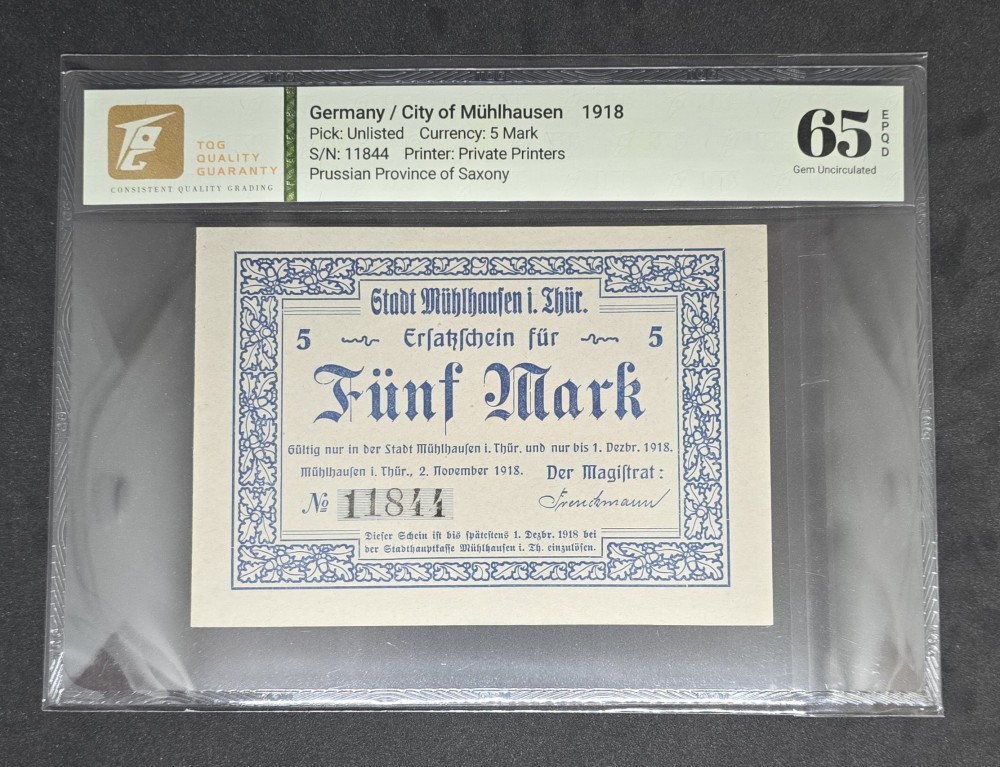 TQG
QUALITY
GUARANTY
CONSISTENT QUALITY GRADING
Germany / City of Mühlhausen 1918
Pick: Unlisted Currency: 5 Mark
S/N: 11844 Printer: Private Printers
Prussian Province of Saxony
65 EPQD
Gem Uncirculated
Stadt Mühlhausen i. Thür.
5 Ersatzschein für 5
Fünf Mark
Gültig nur in der Stadt Mühlhausen i. Thür. und nur bis 1. Dezbr. 1918.
Mühlhausen i. Thür., 2. November 1918. Der Magistrat:
№ 11844 Trenckmann
Dieser Schein ist bis spätestens 1. Dezbr. 1918 bei
der Stadthauptkasse Mühlhausen i. Th. einzulösen.